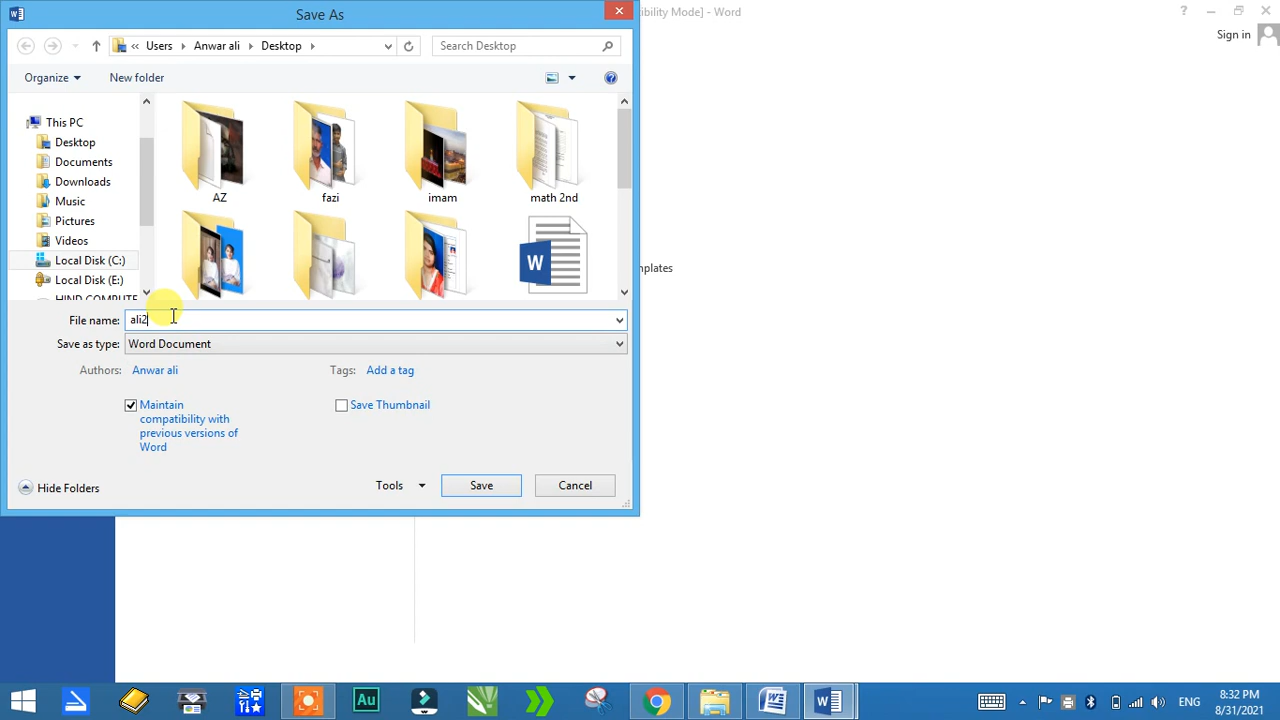 Save As
ibility Mode] - Word
Sign in
Users Anwar ali Desktop
Search Desktop
Organize New folder
This PC
Desktop
Documents
Downloads
Music
Pictures
Videos
Local Disk (C:)
Local Disk (E:)
HIND COMPUTE
AZ fazi imam math 2nd
W
mplates
File name: ali2
Save as type: Word Document
Authors: Anwar ali Tags: Add a tag
Maintain
compatibility with
previous versions of
Word
Save Thumbnail
Hide Folders
Tools Save Cancel
Au
ENG
8:32 PM
8/31/2021